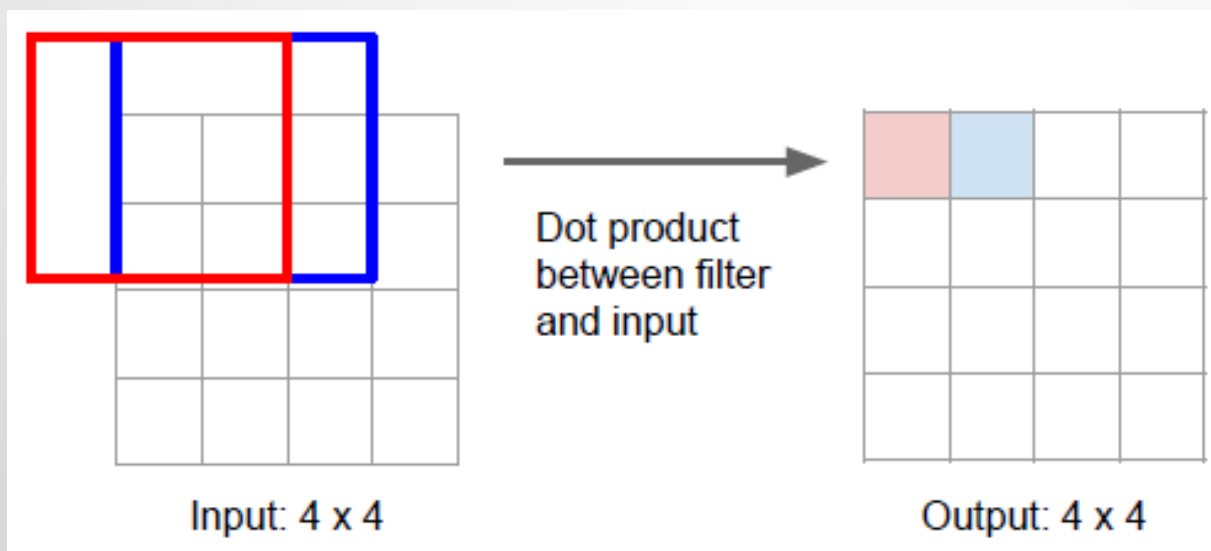 Dot product
between filter
and input
Input: 4 x 4
Output: 4 x 4